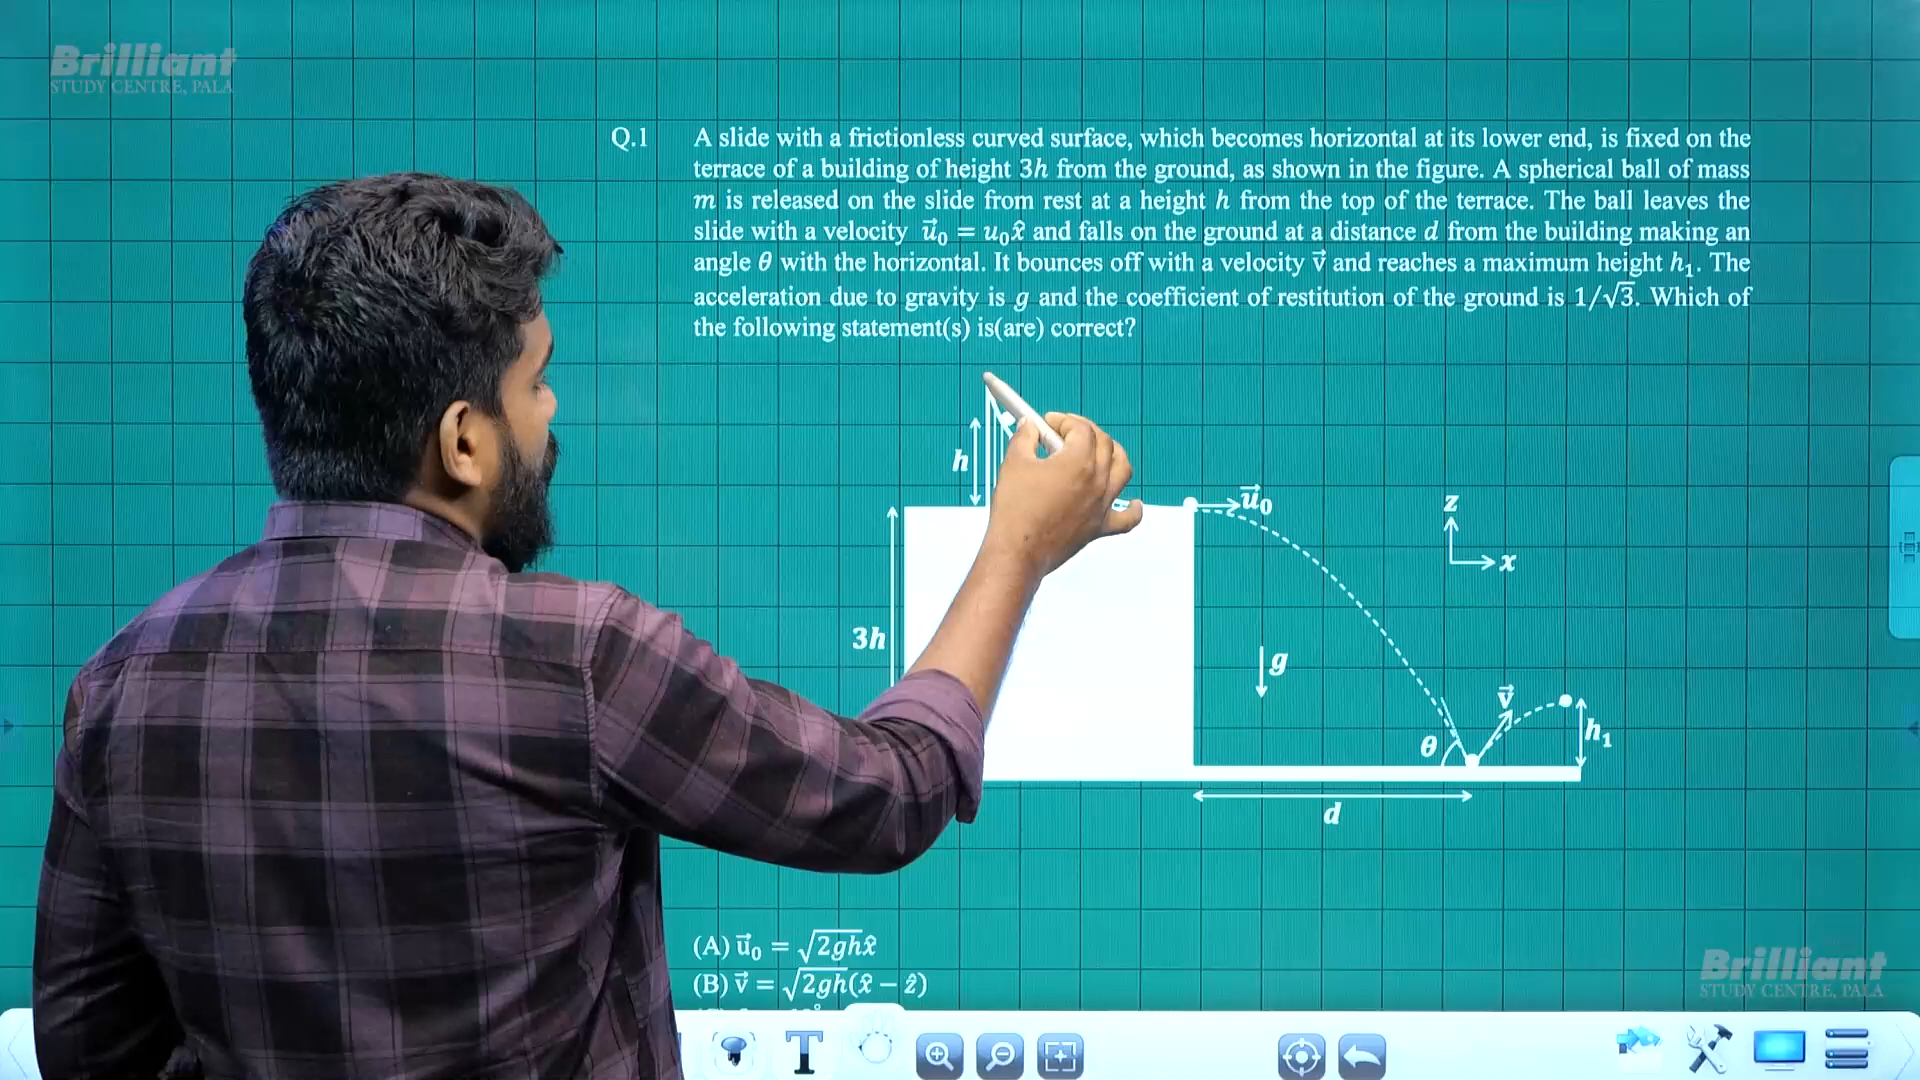 Brilliant
STUDY CENTRE, PALA
Q.1 A slide with a frictionless curved surface, which becomes horizontal at its lower end, is fixed on the
terrace of a building of height 3h from the ground, as shown in the figure. A spherical ball of mass
m is released on the slide from rest at a height h from the top of the terrace. The ball leaves the
slide with a velocity u⃗₀ = u₀x̂ and falls on the ground at a distance d from the building making an
angle θ with the horizontal. It bounces off with a velocity v⃗ and reaches a maximum height h₁. The
acceleration due to gravity is g and the coefficient of restitution of the ground is 1/√3. Which of
the following statement(s) is(are) correct?
h
u⃗₀
z
x
3h
g
v⃗
θ
h₁
d
(A) u⃗₀ = √2gh x̂
(B) v⃗ = √2gh(x̂ − ẑ)
Brilliant
STUDY CENTRE, PALA
T